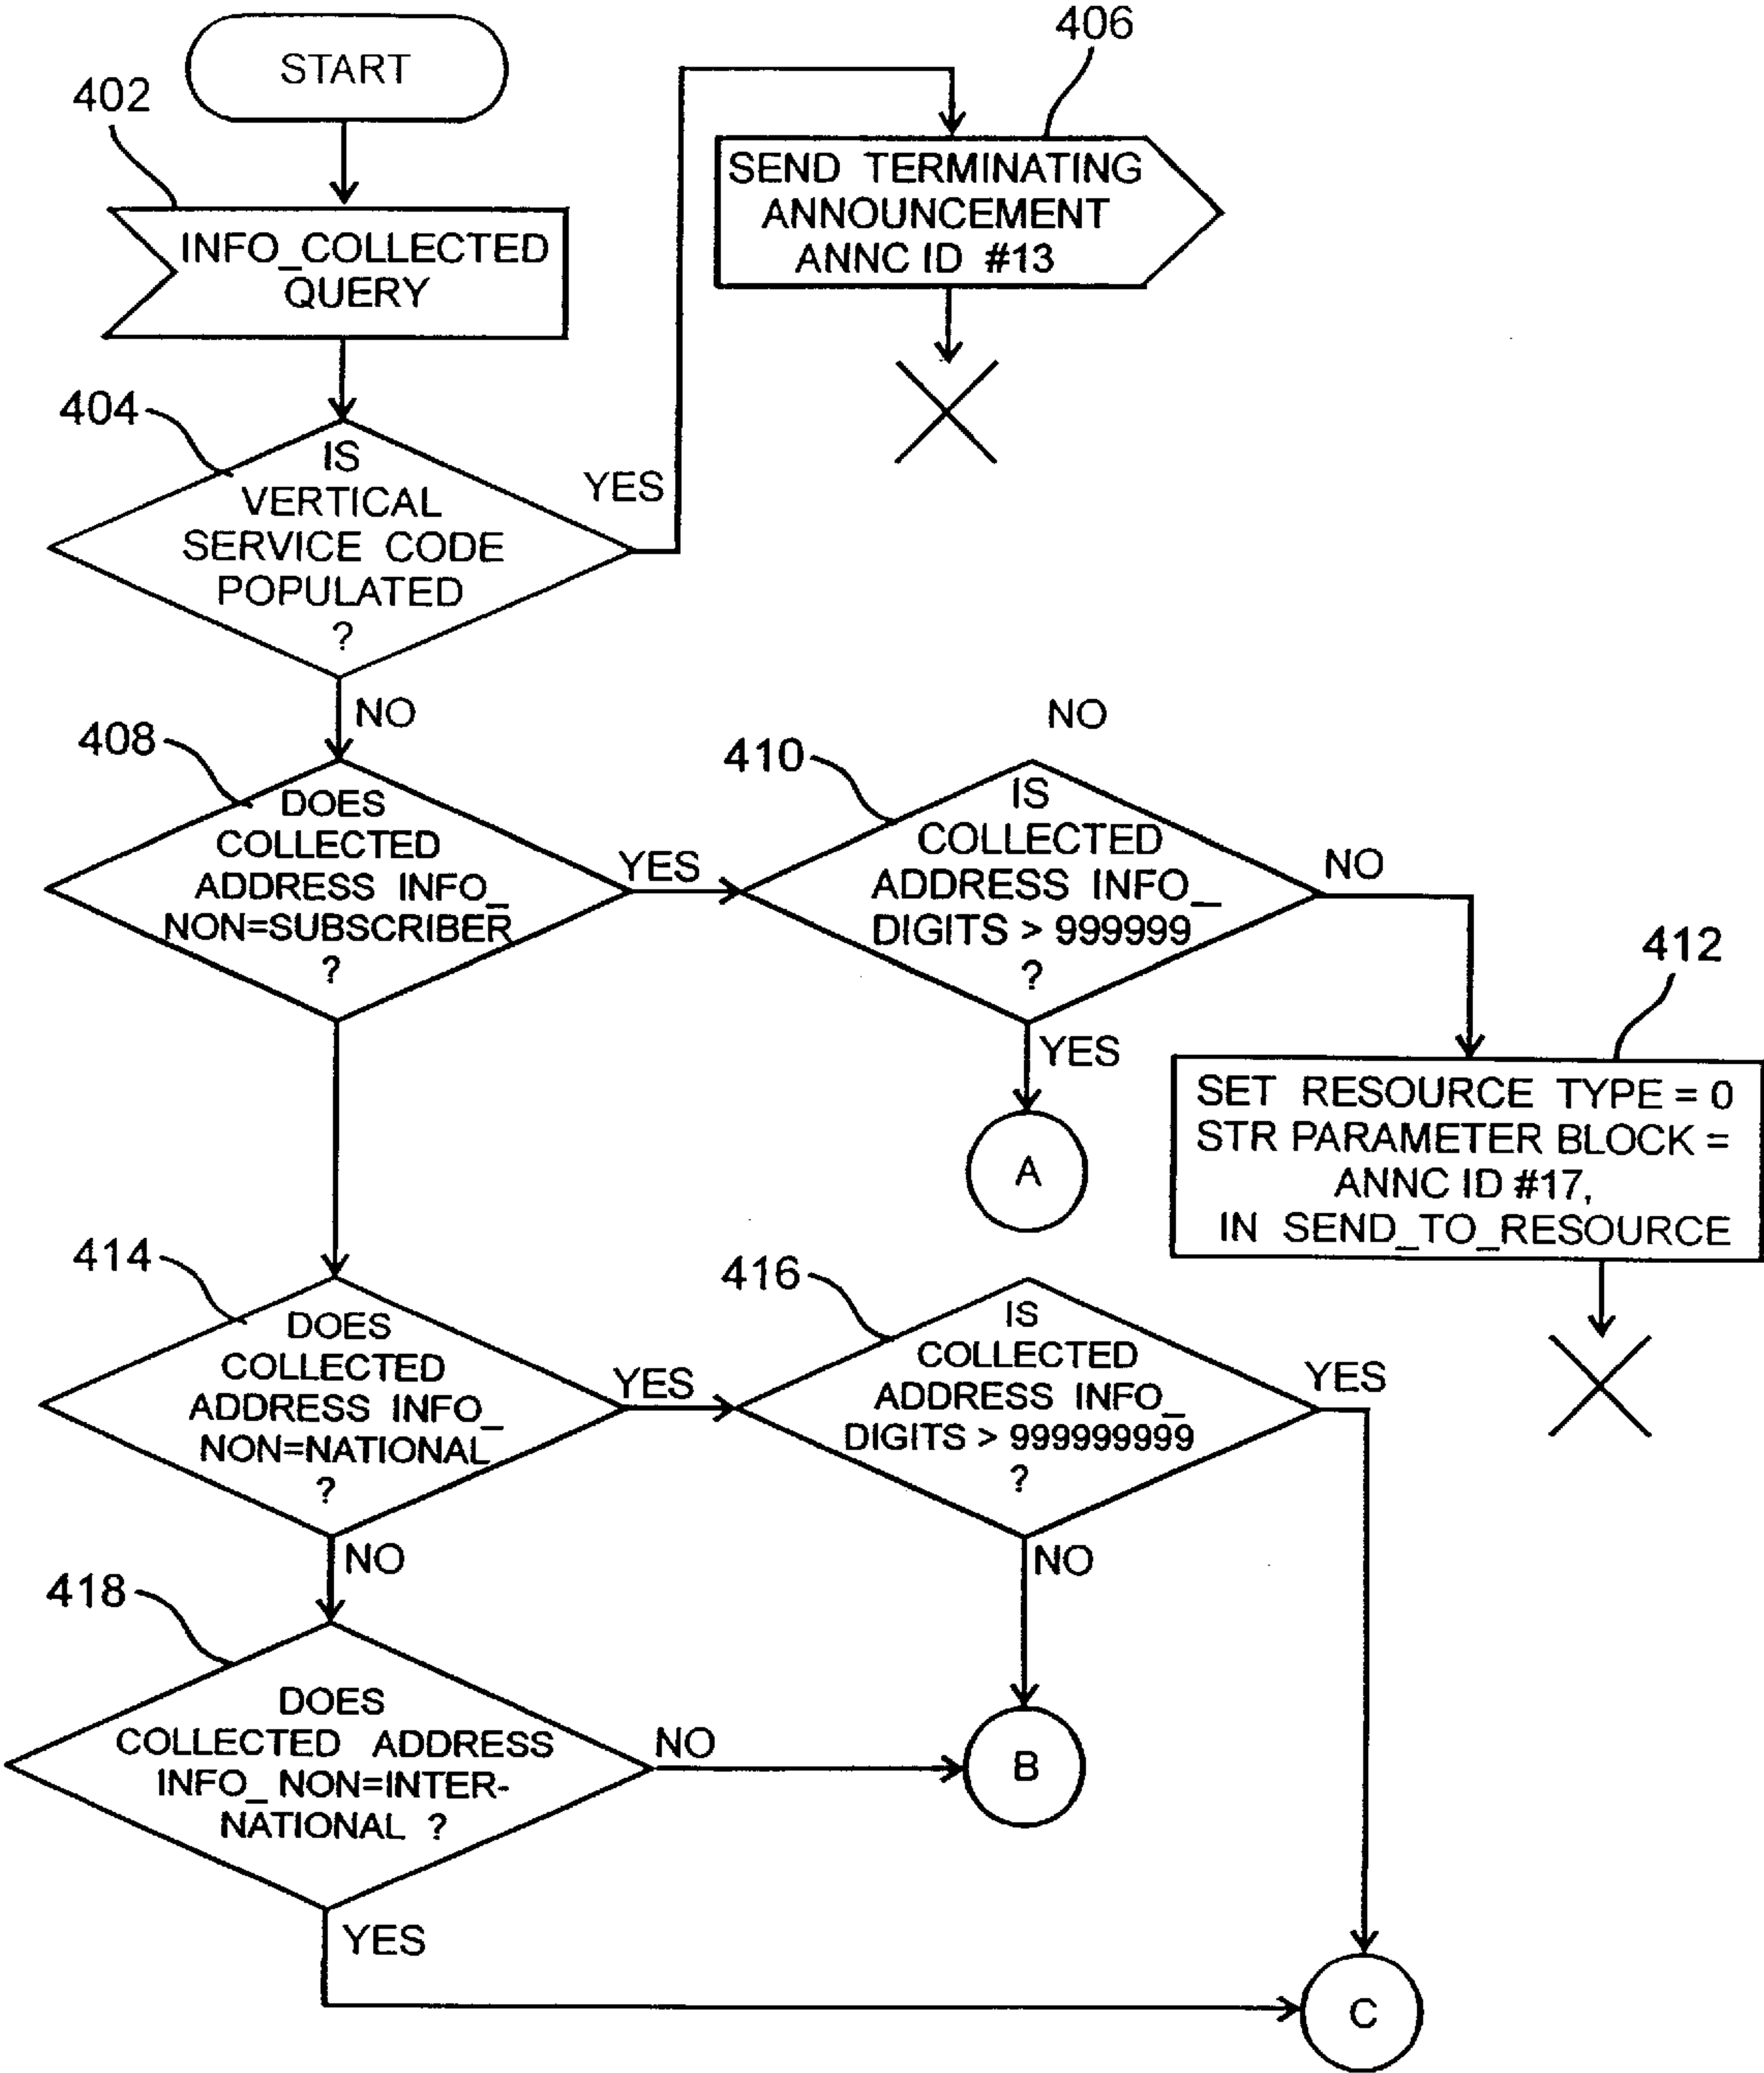 START
402
INFO_COLLECTED
QUERY
406
SEND TERMINATING
ANNOUNCEMENT
ANNC ID #13
404
IS
VERTICAL
SERVICE CODE
POPULATED
?
YES
NO
408
DOES
COLLECTED
ADDRESS INFO_
NON=SUBSCRIBER
?
YES
NO
410
IS
COLLECTED
ADDRESS INFO_
DIGITS > 999999
?
NO
YES
A
412
SET RESOURCE TYPE = 0
STR PARAMETER BLOCK =
ANNC ID #17,
IN SEND_TO_RESOURCE
414
DOES
COLLECTED
ADDRESS INFO_
NON=NATIONAL
?
YES
NO
416
IS
COLLECTED
ADDRESS INFO_
DIGITS > 999999999
?
YES
NO
418
DOES
COLLECTED ADDRESS
INFO_ NON=INTER-
NATIONAL ?
NO
B
YES
C